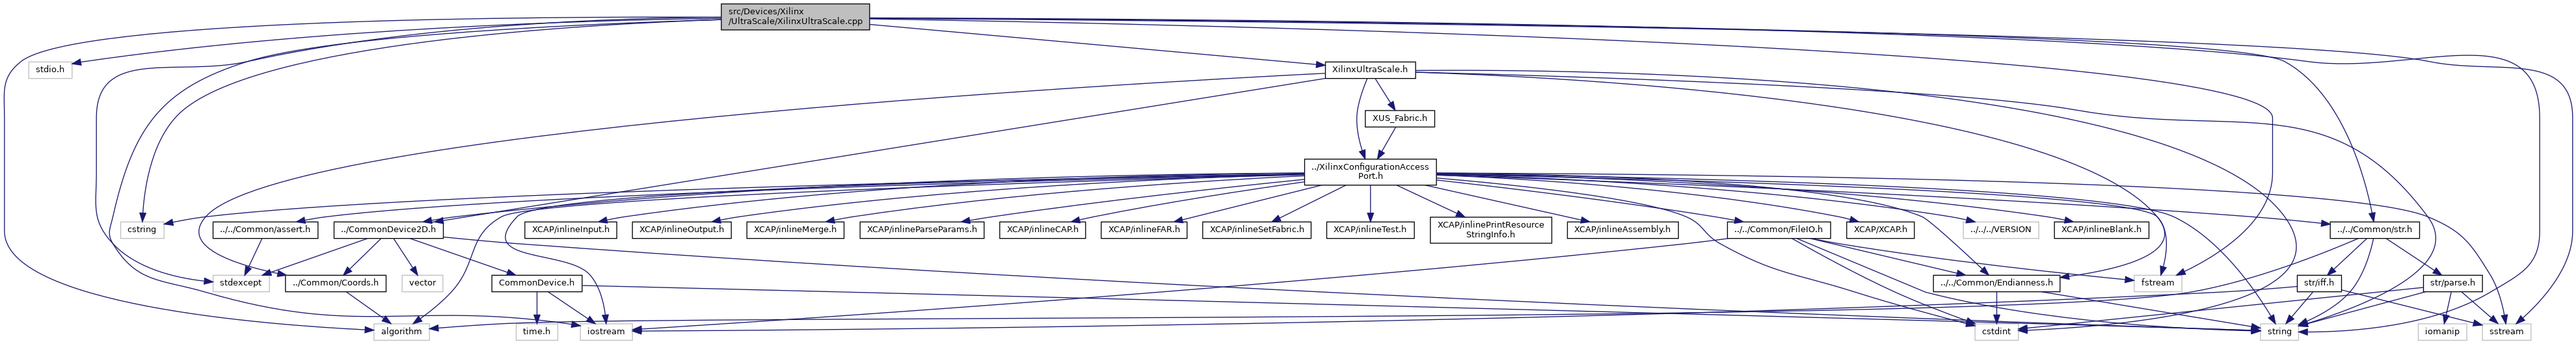 src/Devices/Xilinx
/UltraScale/XilinxUltraScale.cpp
stdio.h
XilinxUltraScale.h
XUS_Fabric.h
../XilinxConfigurationAccess
Port.h
cstring
../../Common/assert.h
../CommonDevice2D.h
XCAP/inlineInput.h
XCAP/inlineOutput.h
XCAP/inlineMerge.h
XCAP/inlineParseParams.h
XCAP/inlineCAP.h
XCAP/inlineFAR.h
XCAP/inlineSetFabric.h
XCAP/inlineTest.h
XCAP/inlinePrintResource
StringInfo.h
XCAP/inlineAssembly.h
../../Common/FileIO.h
XCAP/XCAP.h
../../../VERSION
XCAP/inlineBlank.h
../../Common/str.h
stdexcept
../Common/Coords.h
vector
CommonDevice.h
../../Common/Endianness.h
fstream
str/iff.h
str/parse.h
algorithm
time.h
iostream
cstdint
string
iomanip
sstream